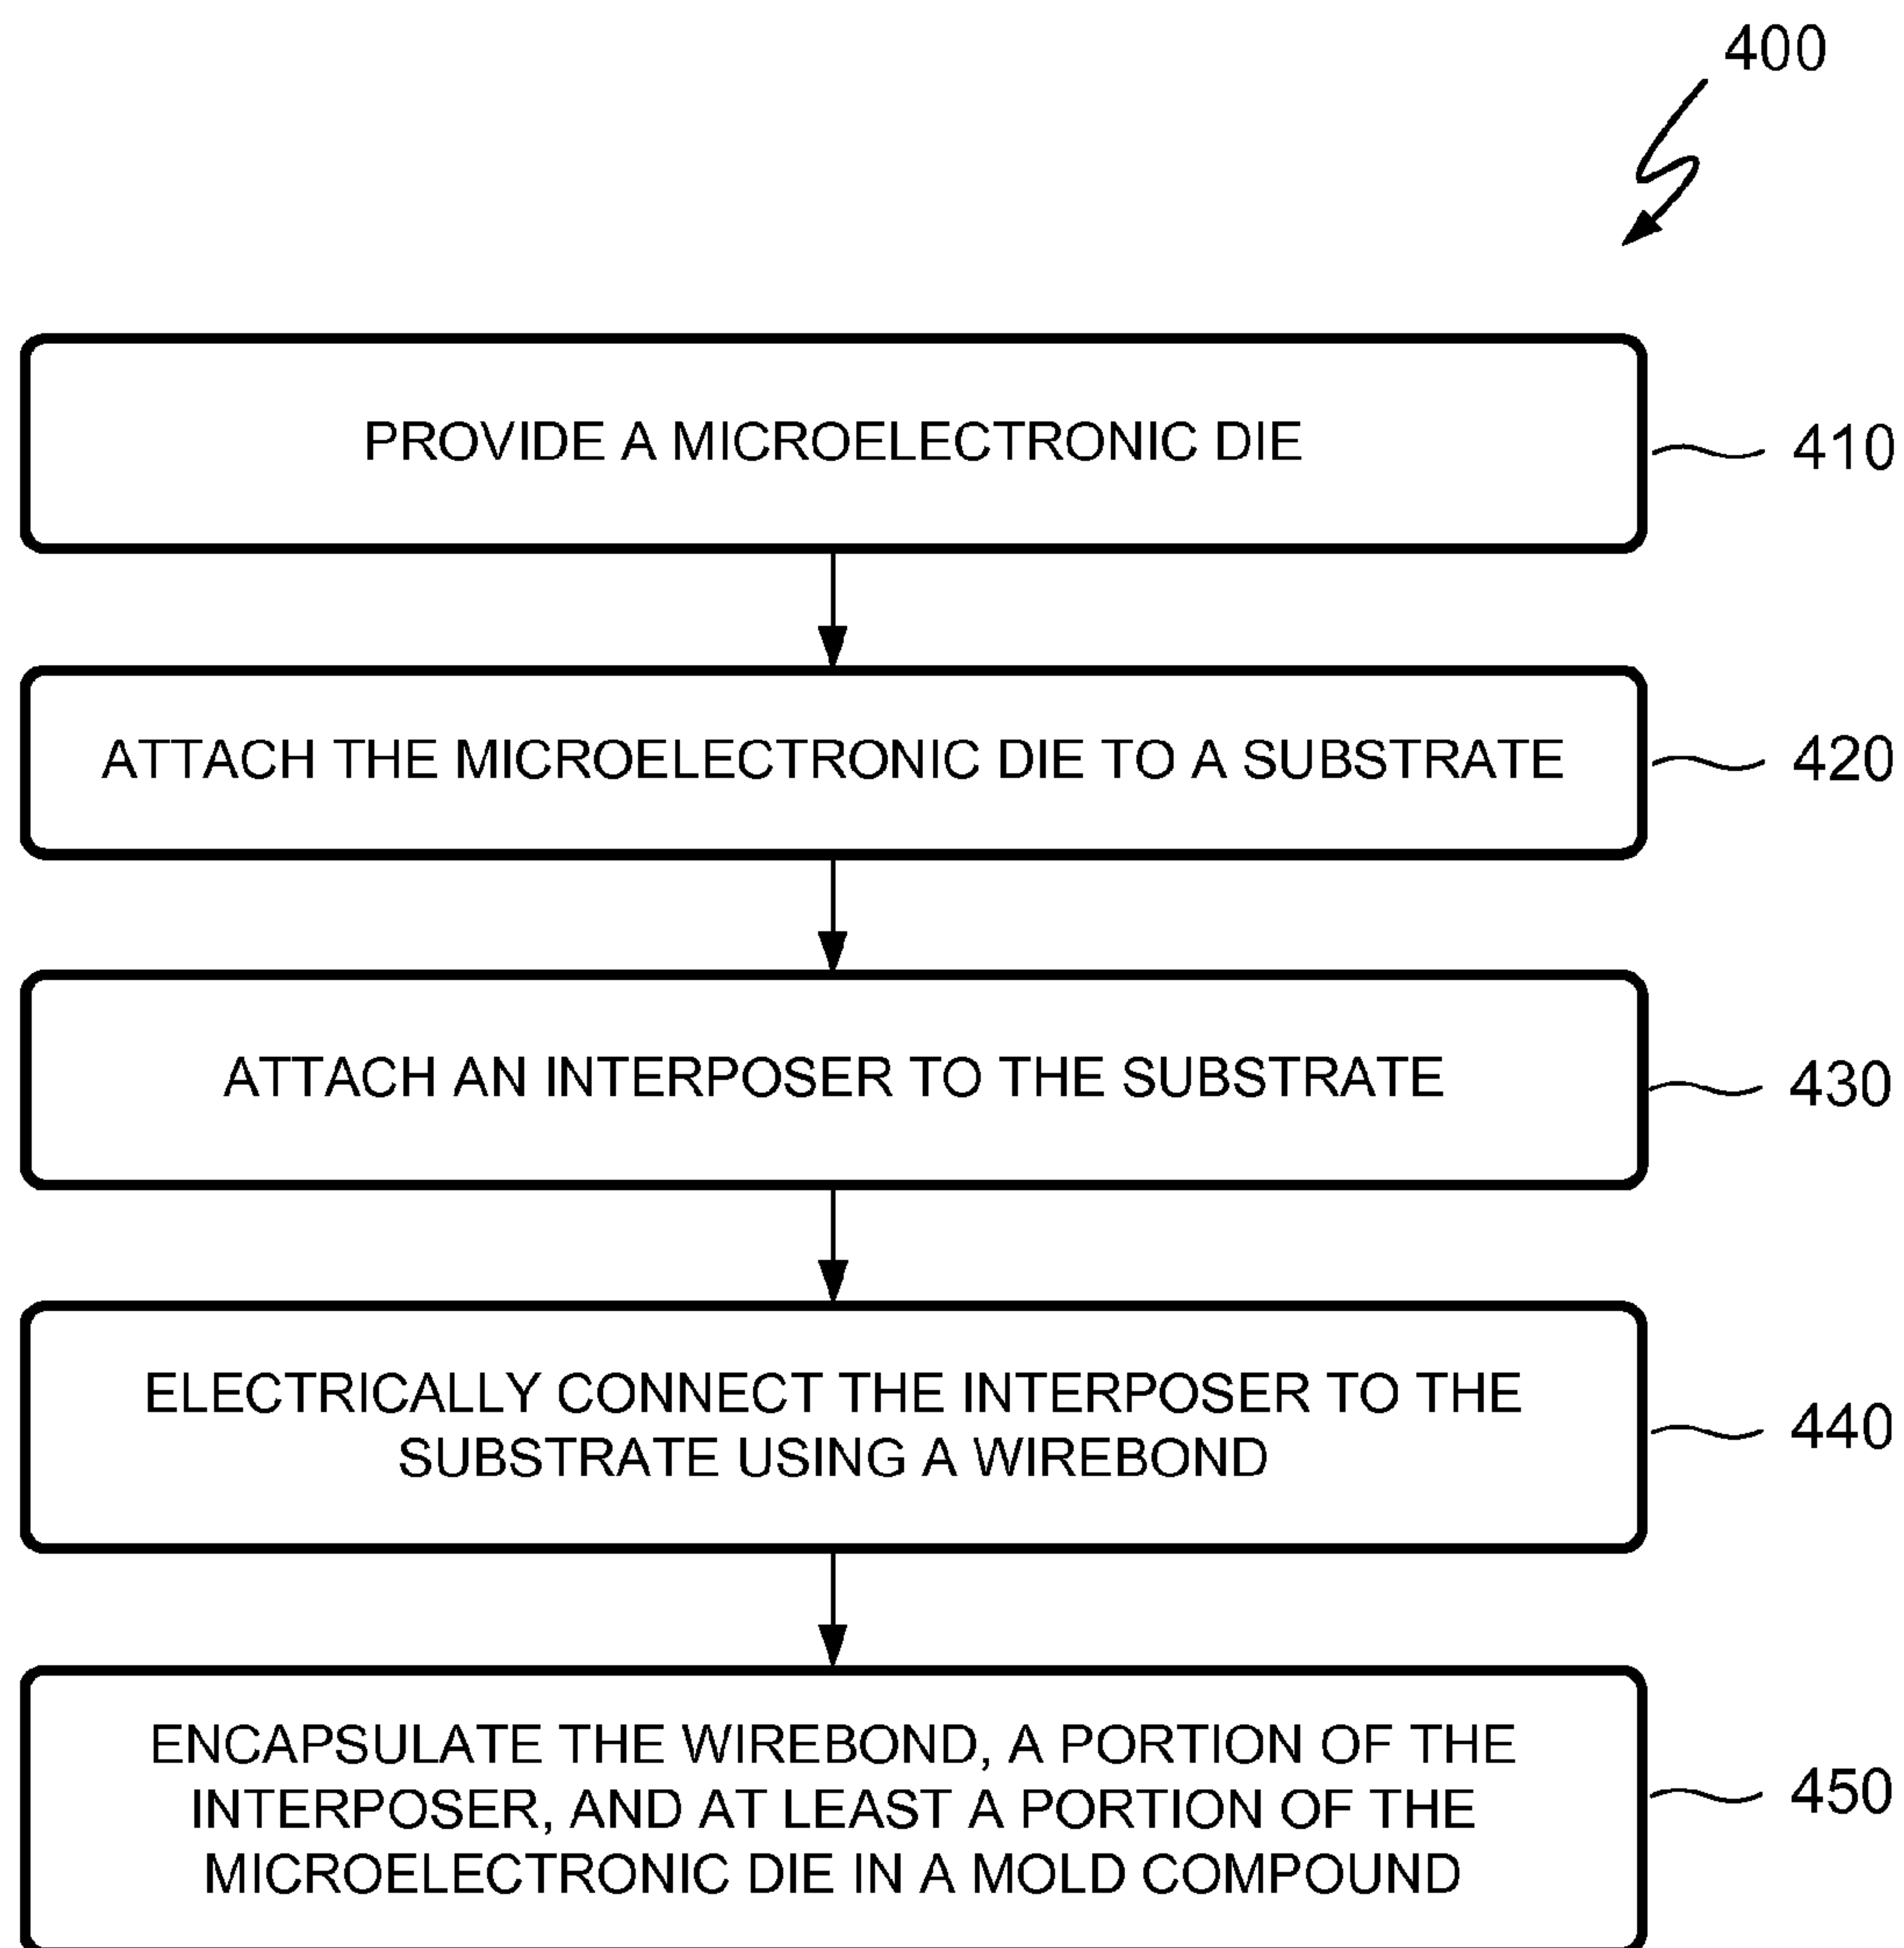 400
PROVIDE A MICROELECTRONIC DIE
410
ATTACH THE MICROELECTRONIC DIE TO A SUBSTRATE
420
ATTACH AN INTERPOSER TO THE SUBSTRATE
430
ELECTRICALLY CONNECT THE INTERPOSER TO THE
SUBSTRATE USING A WIREBOND
440
ENCAPSULATE THE WIREBOND, A PORTION OF THE
INTERPOSER, AND AT LEAST A PORTION OF THE
MICROELECTRONIC DIE IN A MOLD COMPOUND
450